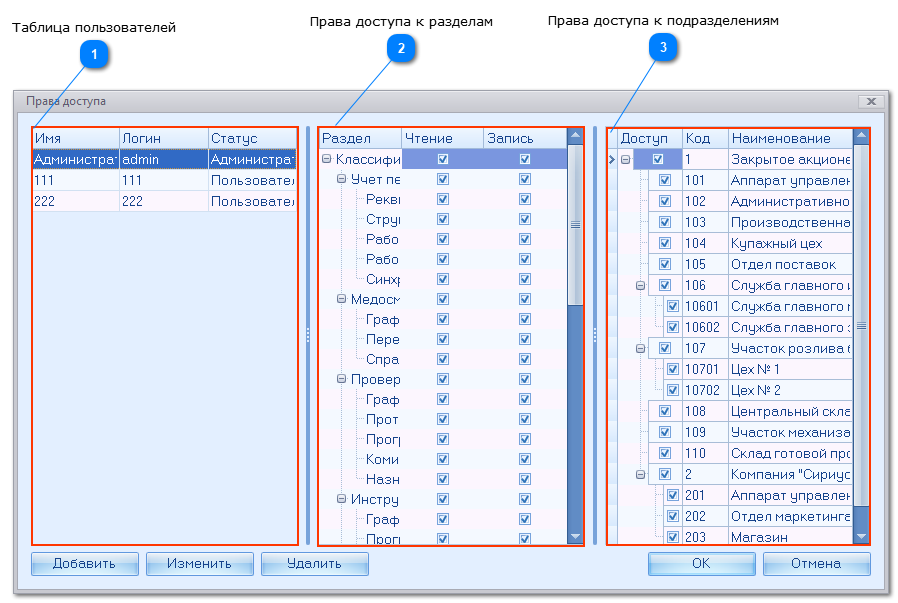 Таблица пользователей
Права доступа к разделам
Права доступа к подразделениям
1
2
3
Права доступа
Имя Логин Статус
Администрат admin Администрат
111 111 Пользовател
222 222 Пользовател
Раздел Чтение Запись
Классифи
Учет пе
Рекви
Струк
Рабо
Рабо
Синхр
Медосм
Граф
Пере
Спра
Провер
Граф
Прот
Прогр
Коми
Назн
Инстру
Граф
Прогр
Доступ Код Наименование
1 Закрытое акционе
101 Аппарат управлен
102 Административно
103 Производственна
104 Купажный цех
105 Отдел поставок
106 Служба главного и
10601 Служба главного м
10602 Служба главного э
107 Участок розлива б
10701 Цех № 1
10702 Цех № 2
108 Центральный скла
109 Участок механиза
110 Склад готовой про
2 Компания "Сириус
201 Аппарат управлен
202 Отдел маркетинга
203 Магазин
Добавить Изменить Удалить OK Отмена